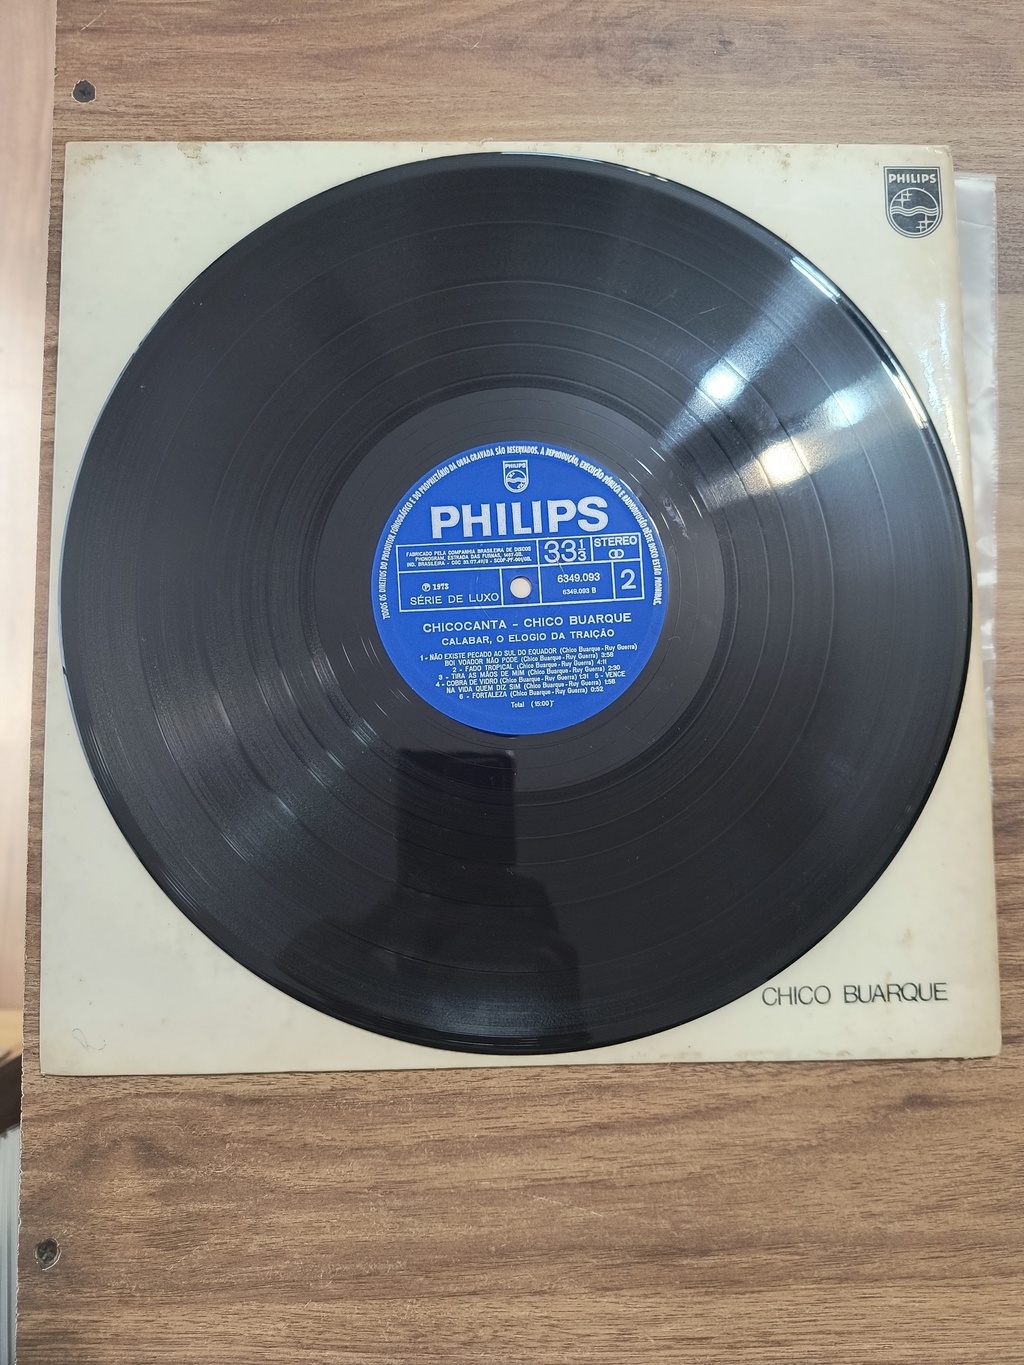 PHILIPS
TODOS OS DIREITOS DO PRODUTOR FONOGRÁFICO E DO PROPRIETÁRIO DA OBRA GRAVADA SÃO RESERVADOS. A REPRODUÇÃO, EXECUÇÃO PÚBLICA E RADIODIFUSÃO DESTE DISCO ESTÃO PROIBIDAS.
PHILIPS
PHILIPS
FABRICADO PELA COMPANHIA BRASILEIRA DE DISCOS
PHONOGRAM, ESTRADA DAS FURNAS,
IND. BRASILEIRA - CGC
33 1/3
STEREO
℗ 1973
SÉRIE DE LUXO
6349.093
6349.093 B
2
CHICOCANTA - CHICO BUARQUE
CALABAR, O ELOGIO DA TRAIÇÃO
1 - NÃO EXISTE PECADO AO SUL DO EQUADOR (Chico Buarque - Ruy Guerra)
BOI VOADOR NÃO PODE (Chico Buarque - Ruy Guerra) 3:58
2 - FADO TROPICAL (Chico Buarque - Ruy Guerra) 4:11
3 - TIRA AS MÃOS DE MIM (Chico Buarque - Ruy Guerra) 2:30
4 - COBRA DE VIDRO (Chico Buarque - Ruy Guerra) 1:31 5 - VENCE
NA VIDA QUEM DIZ SIM (Chico Buarque - Ruy Guerra) 1:58
6 - FORTALEZA (Chico Buarque - Ruy Guerra) 0:52
Total (15:00)
CHICO BUARQUE